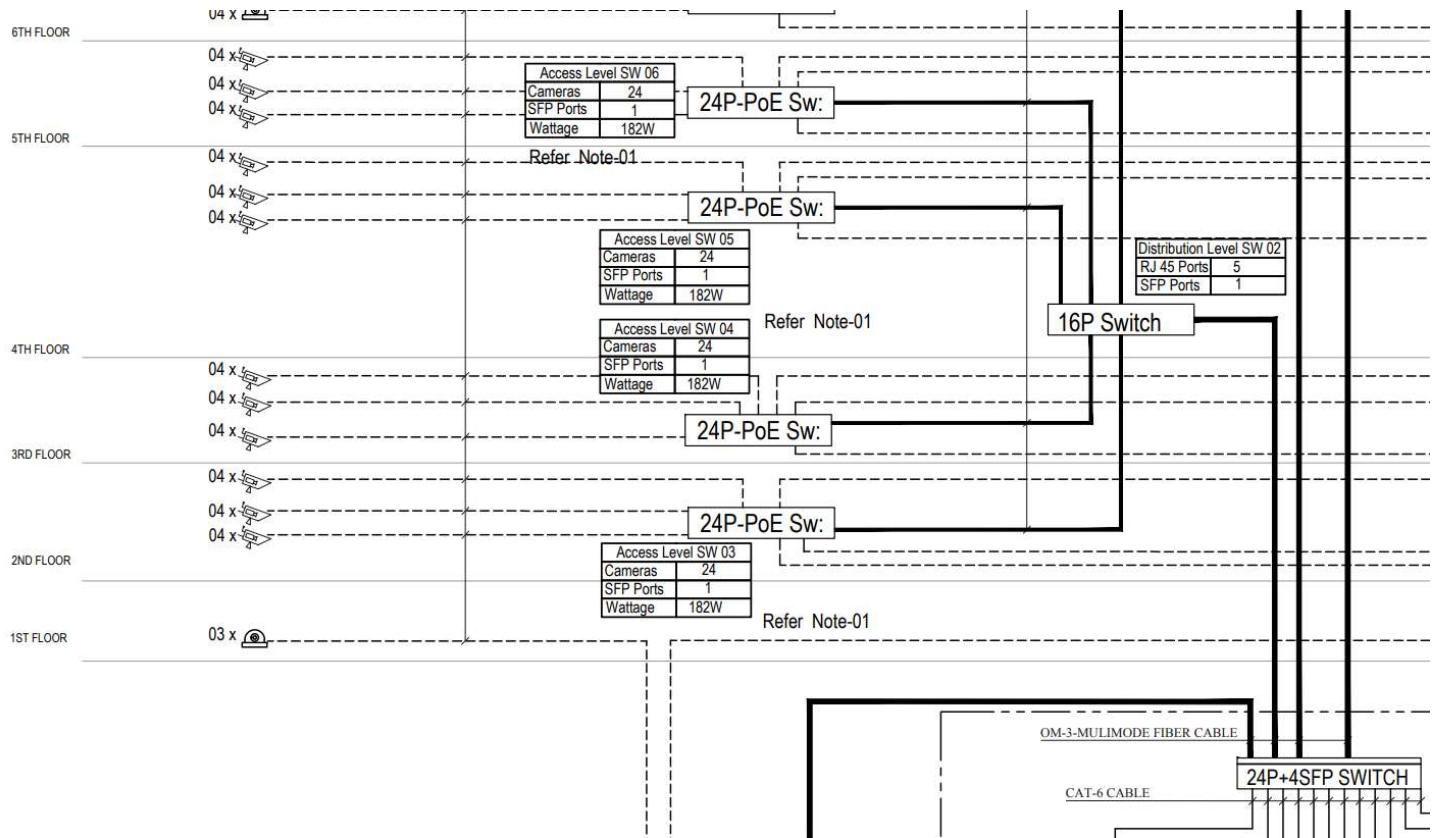 04 x
6TH FLOOR
04 x
04 x
04 x
Access Level SW 06
Cameras 24
SFP Ports 1
Wattage 182W
24P-PoE Sw:
5TH FLOOR
Refer Note-01
04 x
04 x
04 x
24P-PoE Sw:
Access Level SW 05
Cameras 24
SFP Ports 1
Wattage 182W
Distribution Level SW 02
RJ 45 Ports 5
SFP Ports 1
Refer Note-01
16P Switch
4TH FLOOR
Access Level SW 04
Cameras 24
SFP Ports 1
Wattage 182W
04 x
04 x
04 x
24P-PoE Sw:
3RD FLOOR
04 x
04 x
04 x
24P-PoE Sw:
2ND FLOOR
Access Level SW 03
Cameras 24
SFP Ports 1
Wattage 182W
Refer Note-01
1ST FLOOR
03 x
OM-3-MULIMODE FIBER CABLE
24P+4SFP SWITCH
CAT-6 CABLE